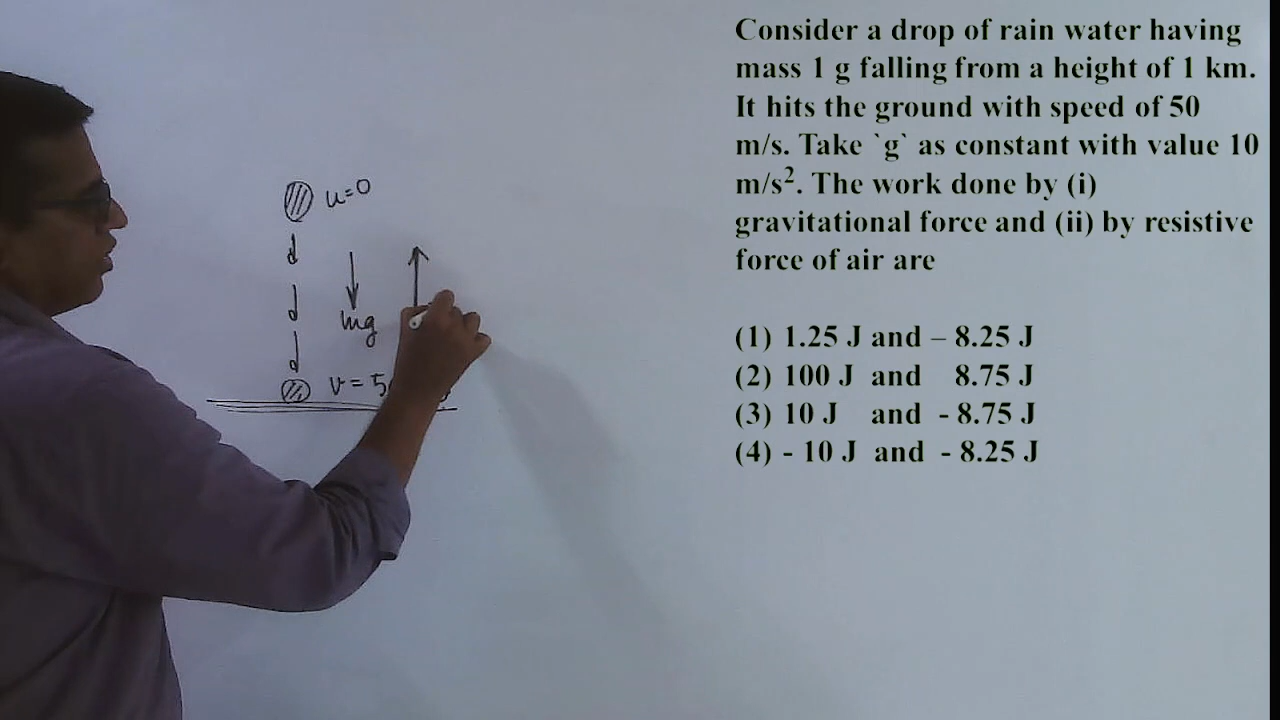 Consider a drop of rain water having
mass 1 g falling from a height of 1 km.
It hits the ground with speed of 50
m/s. Take `g` as constant with value 10
m/s². The work done by (i)
gravitational force and (ii) by resistive
force of air are
(1) 1.25 J and – 8.25 J
(2) 100 J and 8.75 J
(3) 10 J and - 8.75 J
(4) - 10 J and - 8.25 J
u=0
mg
v = 5